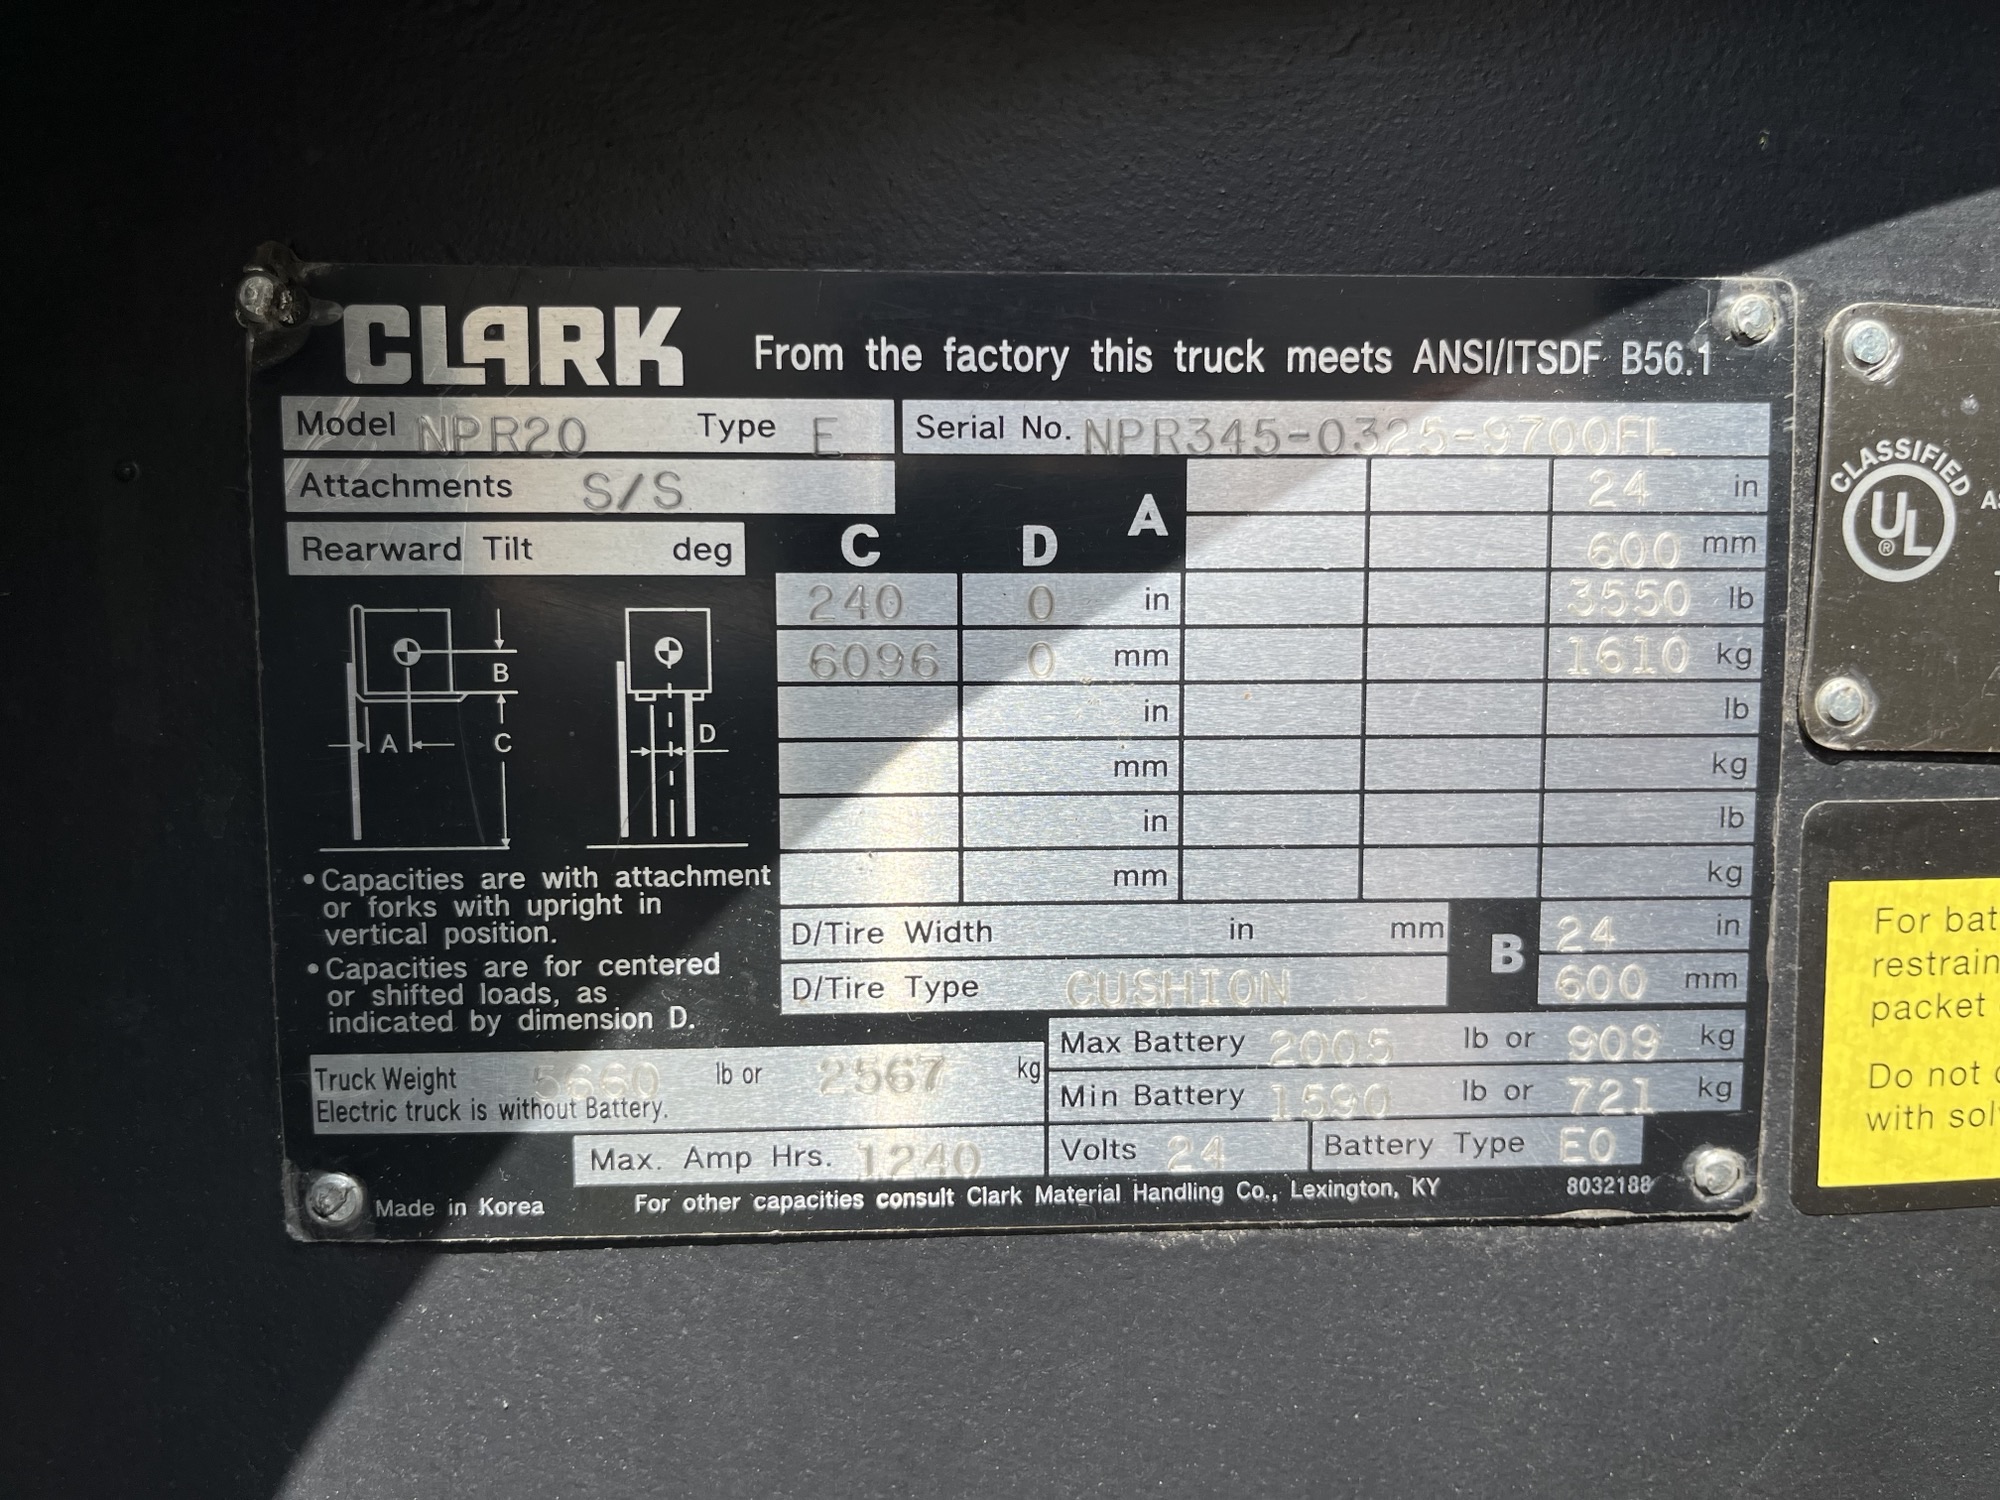 CLARK From the factory this truck meets ANSI/ITSDF B56.1
Model NPR20 Type E Serial No. NPR345-0325-9700FL
Attachments S/S
Rearward Tilt deg
C D A
24 in
600 mm
240 0 in 3550 lb
6096 0 mm 1610 kg
in lb
mm kg
in lb
mm kg
B
A C
D
• Capacities are with attachment
or forks with upright in
vertical position.
• Capacities are for centered
or shifted loads, as
indicated by dimension D.
D/Tire Width in mm
D/Tire Type CUSHION
B 24 in
600 mm
Max Battery 2005 lb or 909 kg
Min Battery 1590 lb or 721 kg
Truck Weight 5660 lb or 2567 kg
Electric truck is without Battery.
Max. Amp Hrs. 1240 Volts 24 Battery Type EO
Made in Korea For other capacities consult Clark Material Handling Co., Lexington, KY 8032188
CLASSIFIED
UL
®
For bat
restrain
packet
Do not
with sol